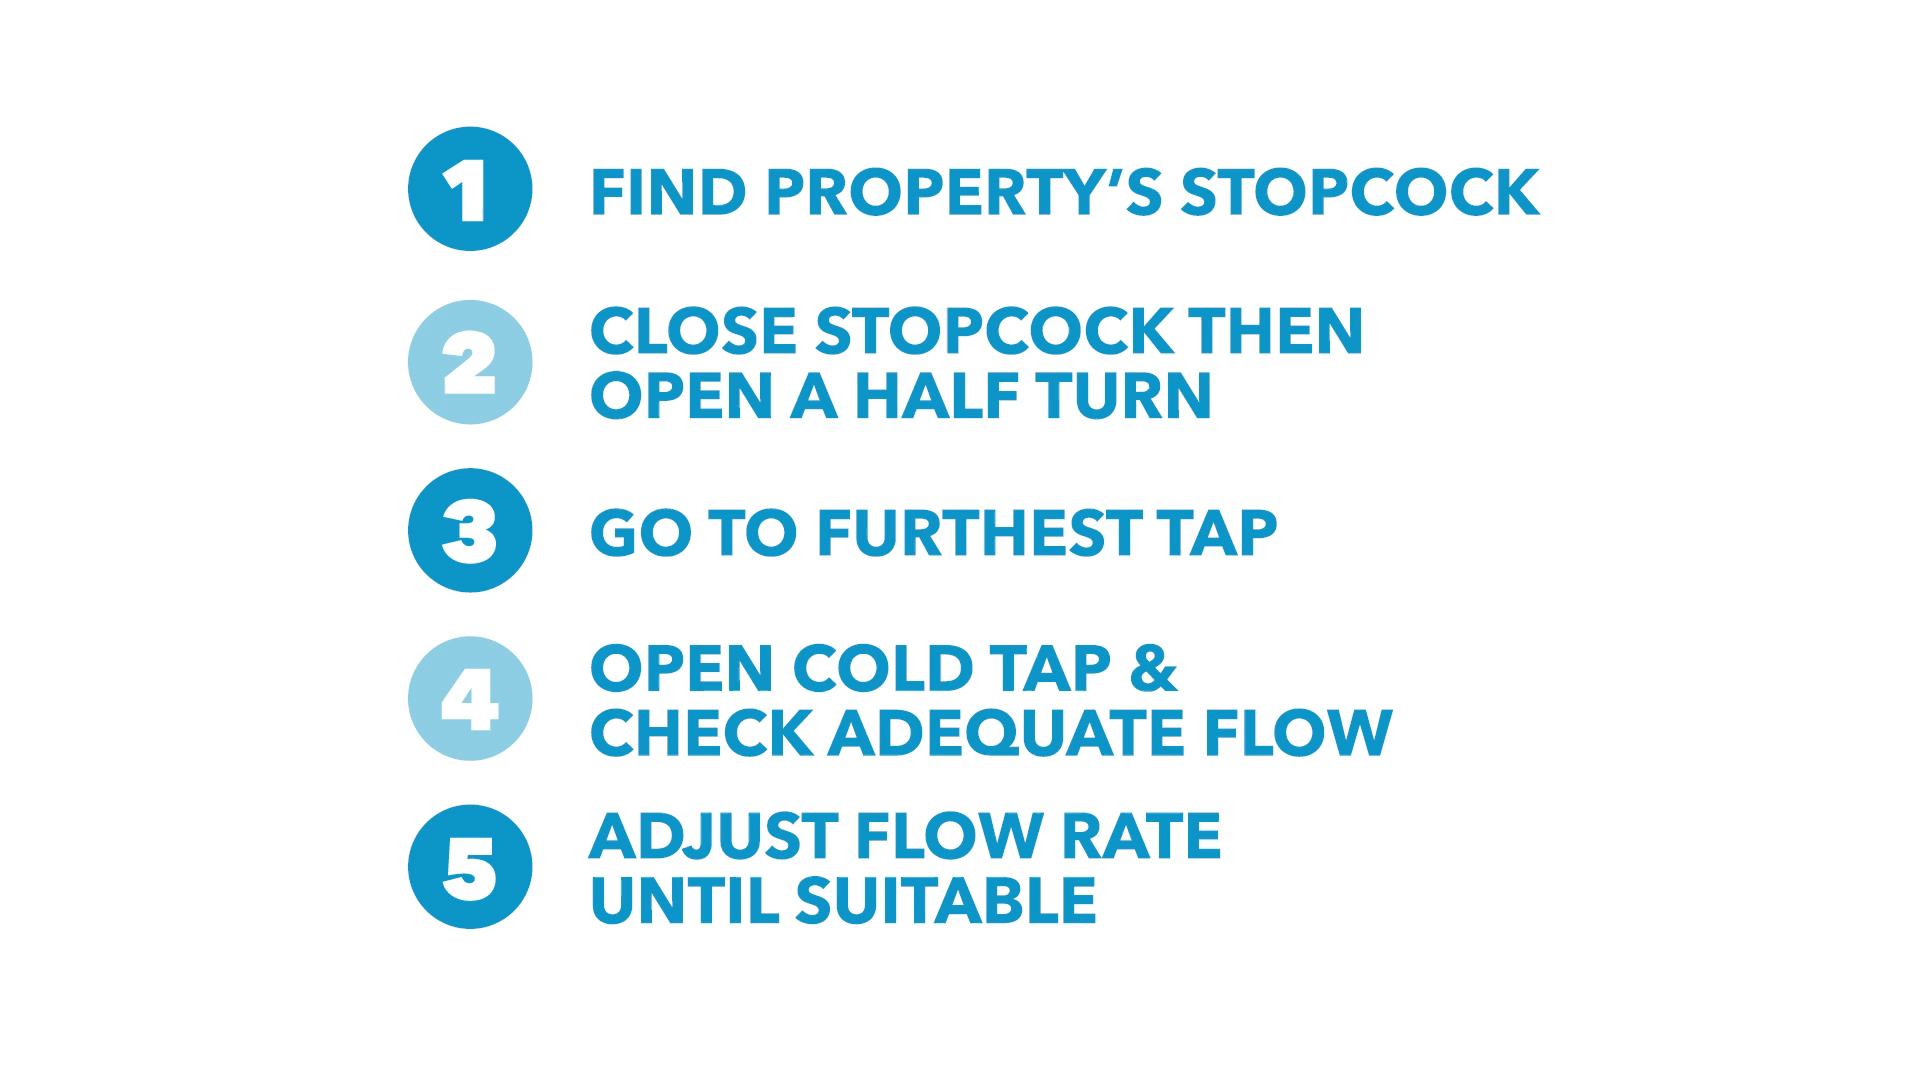 1 FIND PROPERTY’S STOPCOCK
2 CLOSE STOPCOCK THEN
OPEN A HALF TURN
3 GO TO FURTHEST TAP
4 OPEN COLD TAP &
CHECK ADEQUATE FLOW
5 ADJUST FLOW RATE
UNTIL SUITABLE